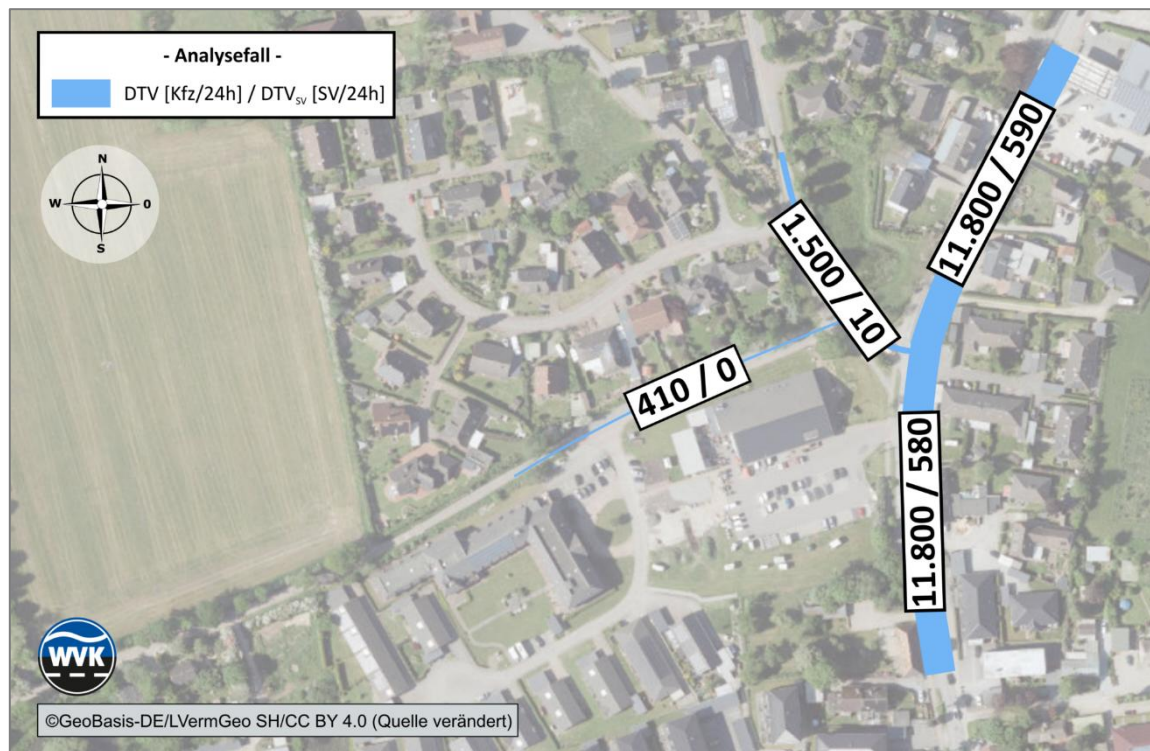 - Analysefall -
DTV [Kfz/24h] / DTVSV [SV/24h]
N
W
O
S
11.800 / 590
1.500 / 10
410 / 0
11.800 / 580
WVK
©GeoBasis-DE/LVermGeo SH/CC BY 4.0 (Quelle verändert)